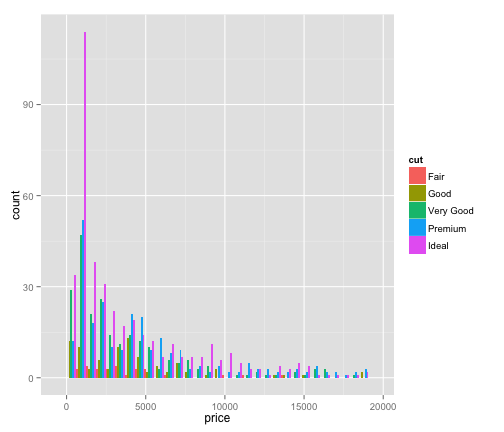 90
60
30
0
count
0
5000
10000
15000
20000
price
cut
Fair
Good
Very Good
Premium
Ideal